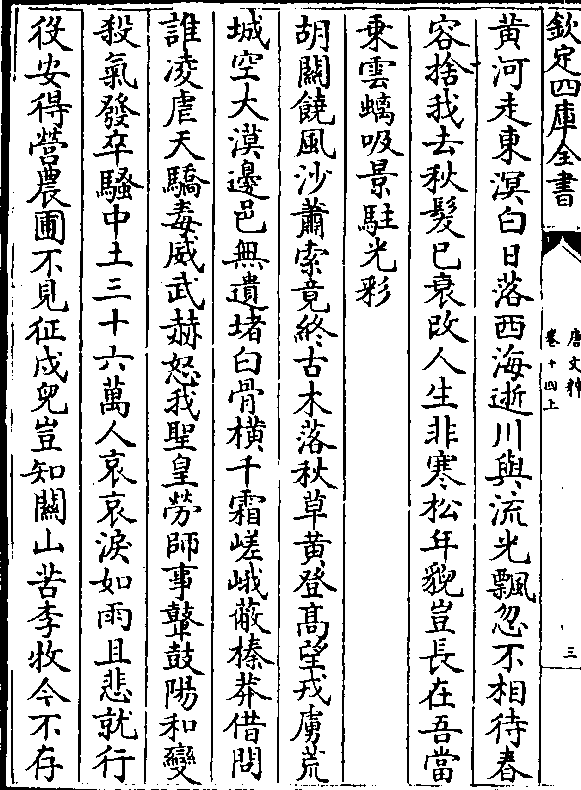 欽定四庫全書
唐文粹
卷十四上
三
黄河走東溟白日落西海逝川與流光飄忽不相待春
容捨我去秋髮已衰改人生非寒松年貌豈長在吾當
乗雲螭吸景駐光彩
胡關饒風沙蕭索竟終古木落秋草黄登髙望戎虜荒
城空大漠邊邑無遺堵白骨横千霜嵯峨蔽榛莽借問
誰凌虐天驕毒威武赫怒我聖皇勞師事鼙鼓陽和變
殺氣發卒騷中土三十六萬人哀哀淚如雨且悲就行
役安得營農圃不見征戍兒豈知關山苦李牧今不存